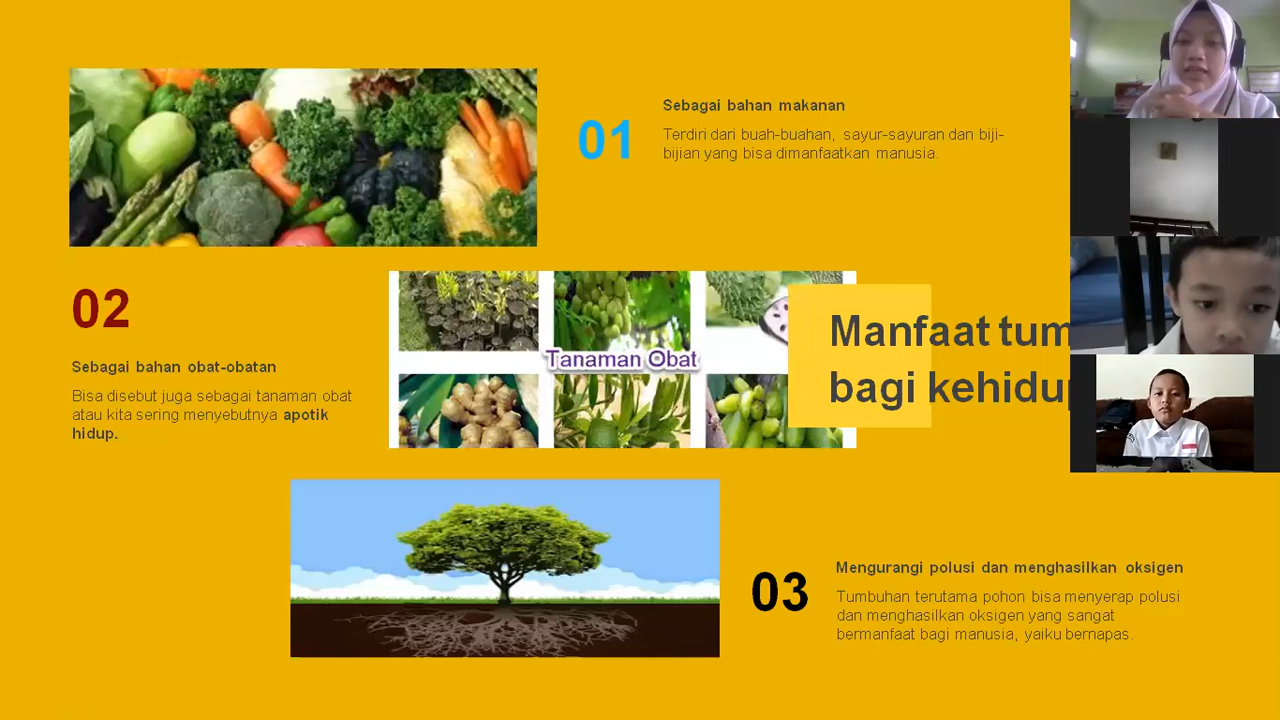 01
Sebagai bahan makanan
Terdiri dari buah-buahan, sayur-sayuran dan biji-
bijian yang bisa dimanfaatkan manusia.
02
Sebagai bahan obat-obatan
Bisa disebut juga sebagai tanaman obat
atau kita sering menyebutnya apotik
hidup.
Tanaman Obat
Manfaat
bagi
03
Mengurangi polusi dan menghasilkan oksigen
Tumbuhan terutama pohon bisa menyerap polusi
dan menghasilkan oksigen yang sangat
bermanfaat bagi manusia, yaiku bernapas.